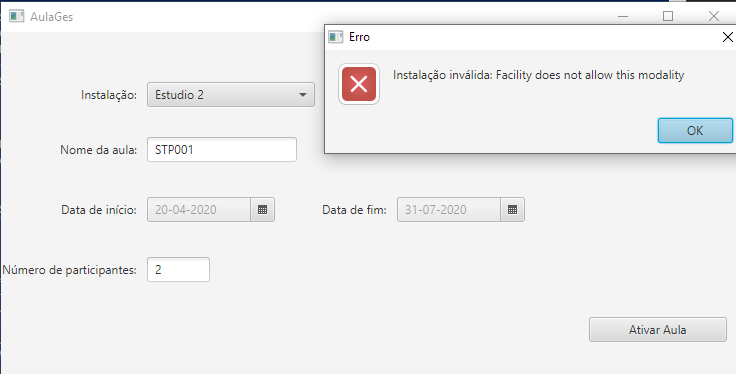 AulaGes
Erro
Instalação inválida: Facility does not allow this modality
OK
Instalação: Estudio 2
Nome da aula: STP001
Data de início: 20-04-2020 Data de fim: 31-07-2020
Número de participantes: 2
Ativar Aula